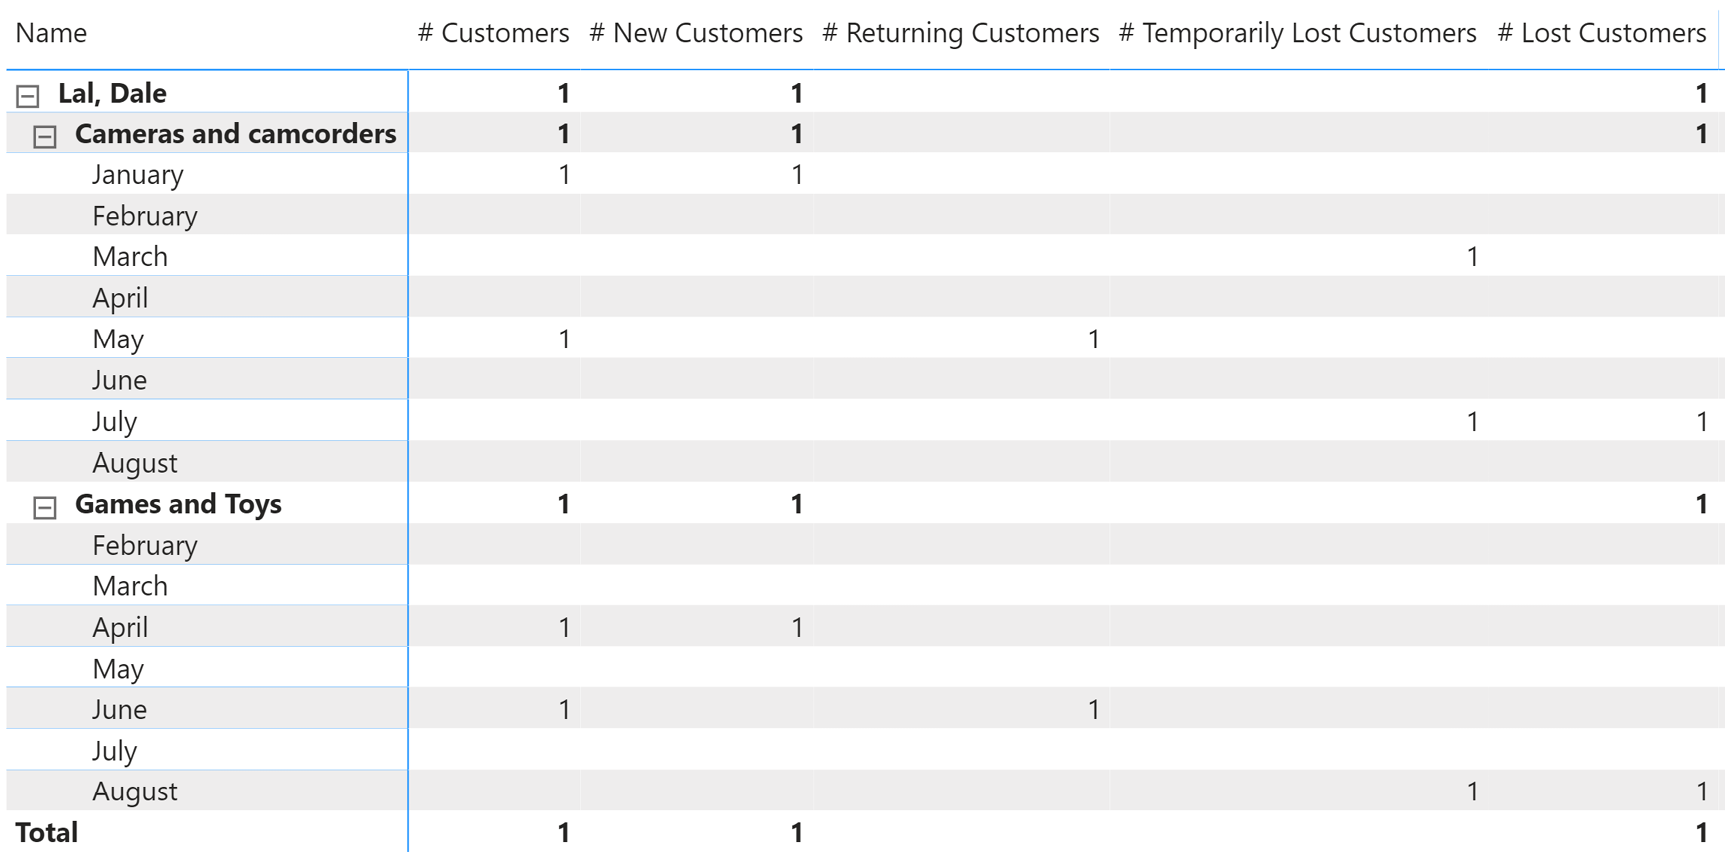 Name # Customers # New Customers # Returning Customers # Temporarily Lost Customers # Lost Customers
Lal, Dale 1 1 1
Cameras and camcorders 1 1 1
January 1 1
February
March 1
April
May 1 1
June
July 1 1
August
Games and Toys 1 1 1
February
March
April 1 1
May
June 1 1
July
August 1 1
Total 1 1 1